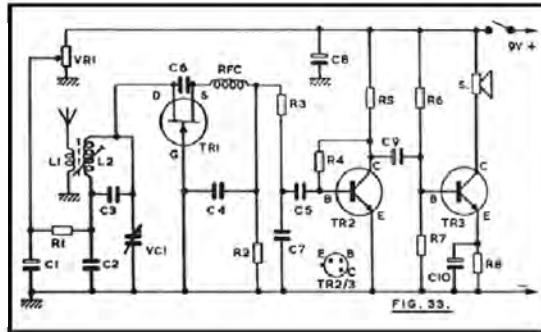 VR1
C6
RFC
C8
9V +
D
S
R3
R5
R6
S.
L1
L2
TR1
G
R4
C9
C3
C4
C5
B
C
TR2
E
B
C
TR3
E
R1
VC1
R2
C7
E
B
C
TR2/3
R7
C10
R8
C1
C2
FIG. 33.
−